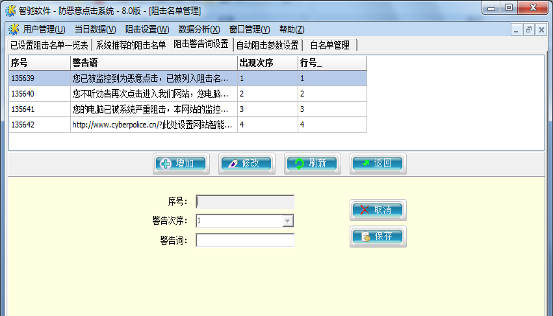 智驰软件 - 防恶意点击系统 - 8.0版 - [阻击名单管理]
用户管理(U) 当日数据(V) 阻击设置(W) 数据分析(X) 窗口管理(Y) 帮助(Z)
已设置阻击名单一览表 系统推荐的阻击名单 阻击警告词设置 自动阻击参数设置 白名单管理
序号 警告语 出现次序 行号_
135639 您已被监控到为恶意点击，已被列入阻击名... 1 1
135640 您不听劝告再次点击进入我们网站，您电脑... 2 2
135641 您的电脑已被系统严重阻击，本网站的监控... 3 3
135642 http://www.cyberpolice.cn/?此处设置网站智能... 4 4
增加 修改 刷新 返回
序号：
取消
警告次序： 1
保存
警告词：